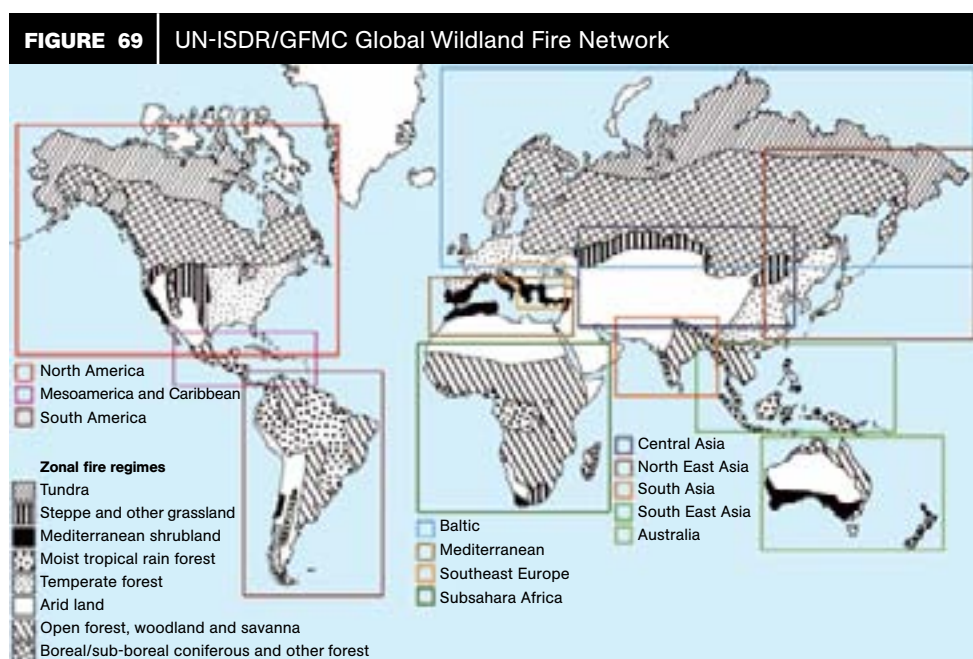 FIGURE 69 UN-ISDR/GFMC Global Wildland Fire Network
North America
Mesoamerica and Caribbean
South America
Zonal fire regimes
Tundra
Steppe and other grassland
Mediterranean shrubland
Moist tropical rain forest
Temperate forest
Arid land
Open forest, woodland and savanna
Boreal/sub-boreal coniferous and other forest
Baltic
Mediterranean
Southeast Europe
Subsahara Africa
Central Asia
North East Asia
South Asia
South East Asia
Australia